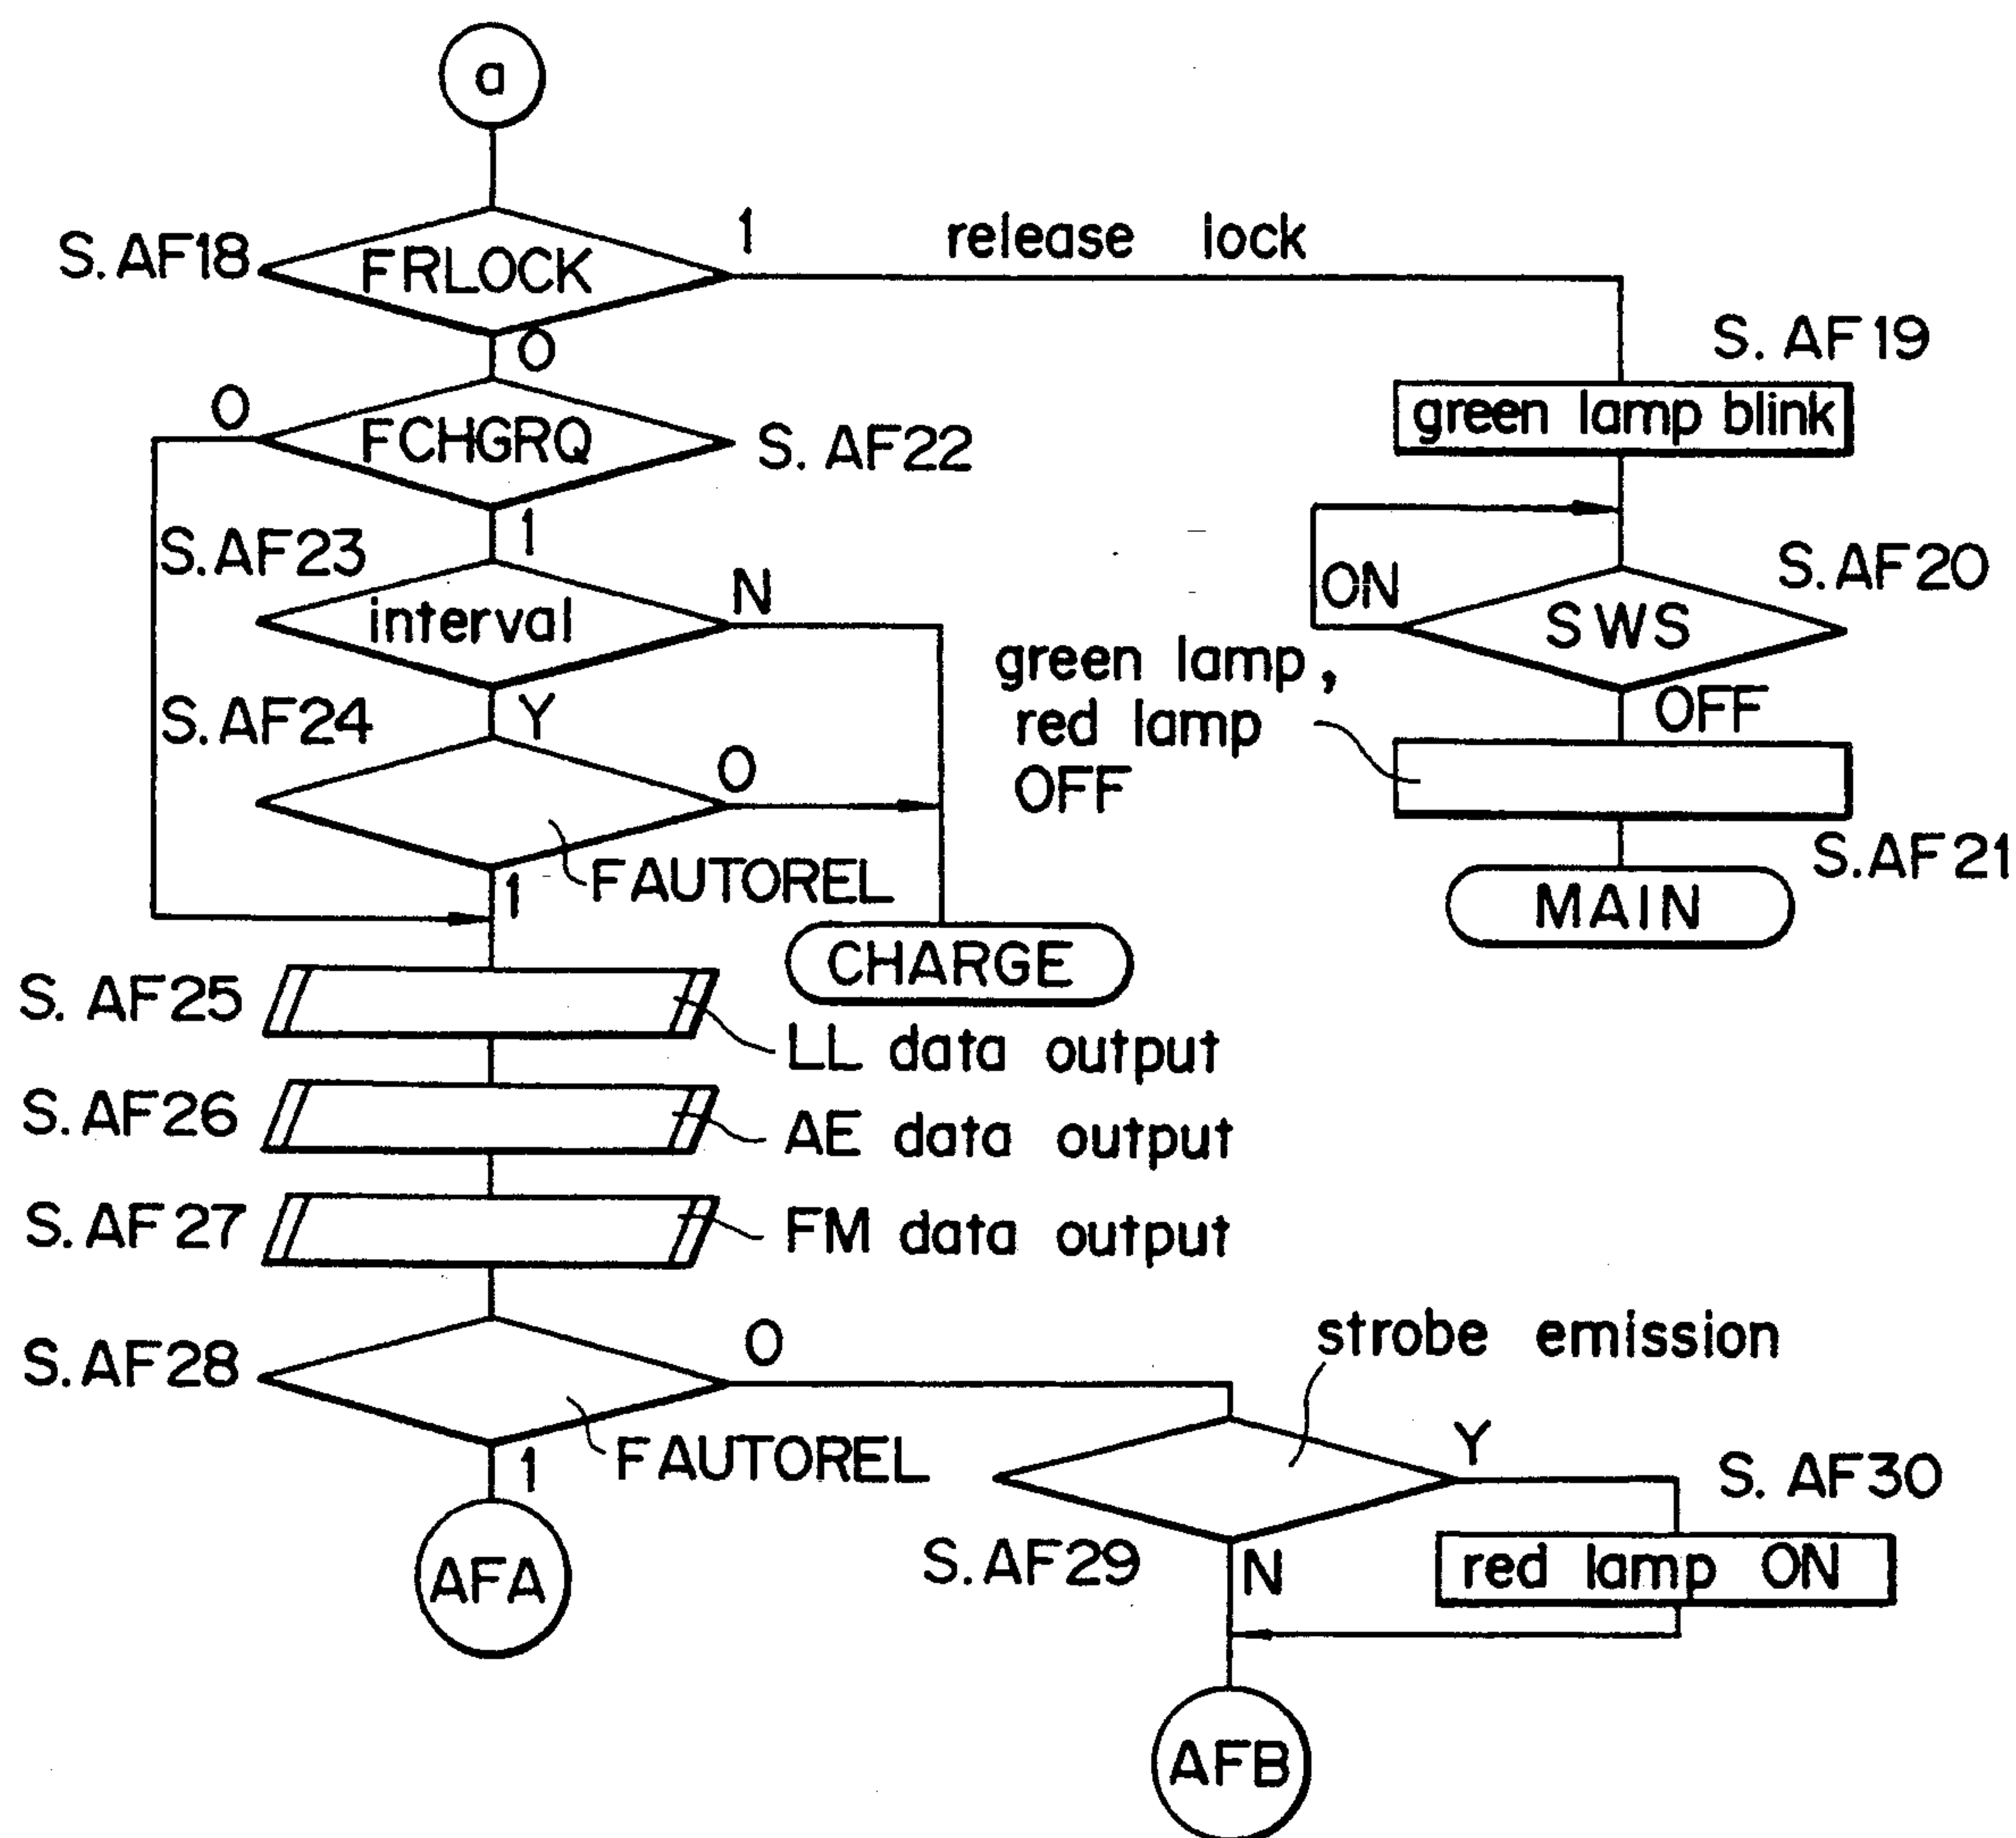 a
S. AF18
FRLOCK
1
release lock
0
S. AF19
green lamp blink
0
FCHGRQ
S. AF22
1
S. AF23
interval
N
Y
ON
SWS
S. AF20
OFF
green lamp,
red lamp
OFF
S. AF21
MAIN
S. AF24
0
FAUTOREL
1
CHARGE
S. AF25
LL data output
S. AF26
AE data output
S. AF27
FM data output
S. AF28
0
FAUTOREL
1
AFA
strobe emission
Y
S. AF29
N
S. AF30
red lamp ON
AFB